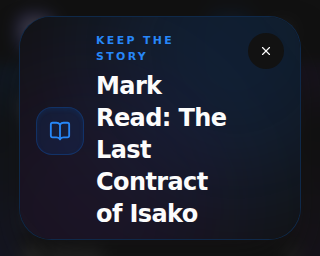 KEEP THE
STORY
Mark
Read: The
Last
Contract
of Isako